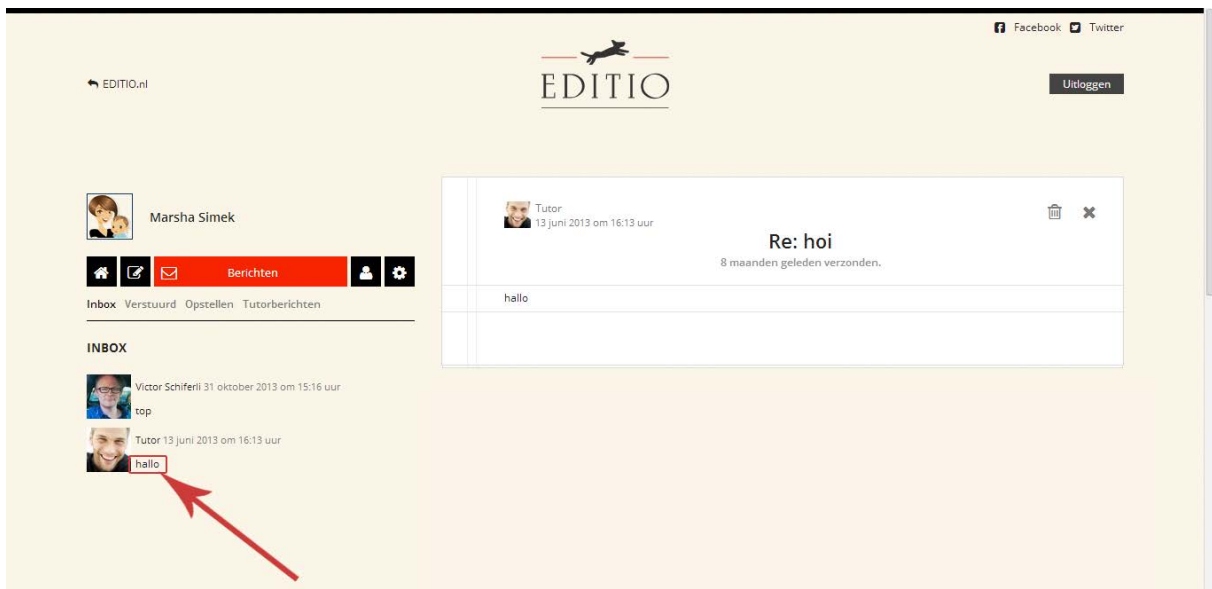 Facebook Twitter
EDITIO.nl
EDITIO
Uitloggen
Marsha Simek
Berichten
Inbox Verstuurd Opstellen Tutorberichten
INBOX
Victor Schiferli 31 oktober 2013 om 15:16 uur
top
Tutor 13 juni 2013 om 16:13 uur
hallo
Tutor
13 juni 2013 om 16:13 uur
Re: hoi
8 maanden geleden verzonden.
hallo